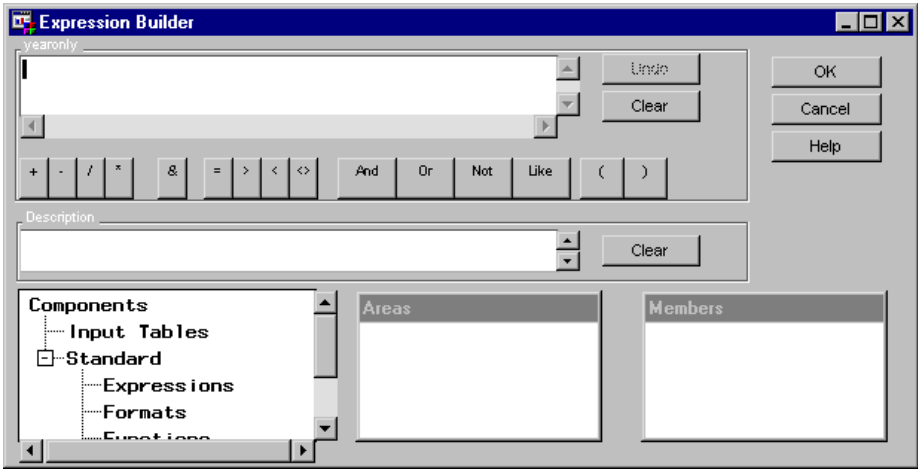 Expression Builder
yearonly
Undo
OK
Clear
Cancel
Help
+ - / * & = > < <> And Or Not Like ( )
Description
Clear
Components
Input Tables
Standard
Expressions
Formats
Functions
Areas
Members